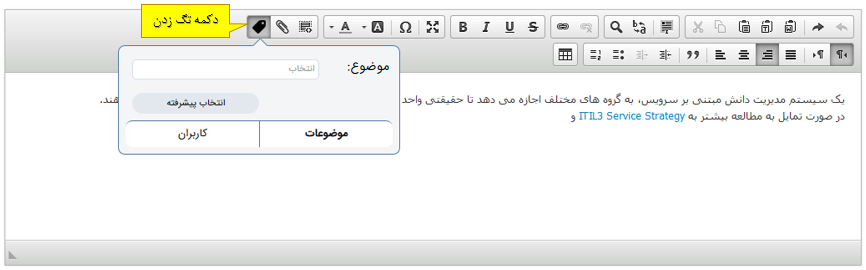 دکمه تگ زدن
موضوع:
انتخاب
انتخاب پیشرفته
موضوعات
کاربران
یک سیستم مدیریت دانش مبتنی بر سرویس، به گروه های مختلف اجازه می دهد تا حقیقتی واحد هند.
در صورت تمایل به مطالعه بیشتر به ITIL3 Service Strategy و